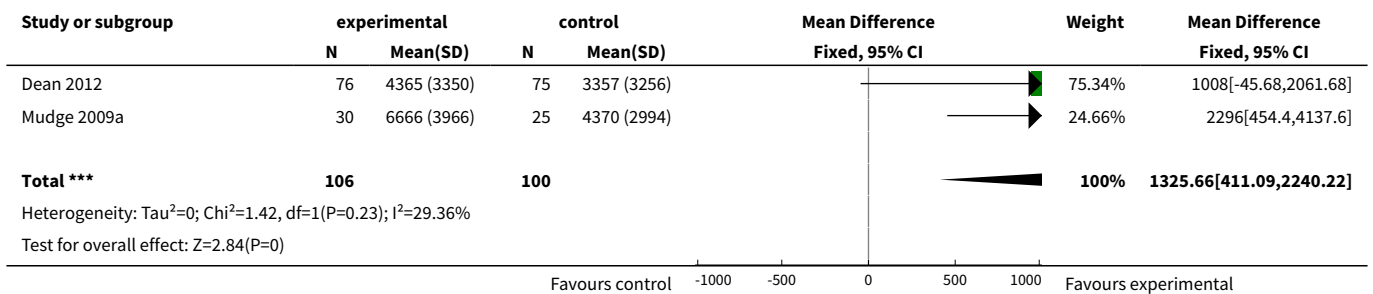 Study or subgroup experimental control Mean Difference Weight Mean Difference
N Mean(SD) N Mean(SD) Fixed, 95% CI Fixed, 95% CI
Dean 2012 76 4365 (3350) 75 3357 (3256) 75.34% 1008[-45.68,2061.68]
Mudge 2009a 30 6666 (3966) 25 4370 (2994) 24.66% 2296[454.4,4137.6]
Total *** 106 100 100% 1325.66[411.09,2240.22]
Heterogeneity: Tau²=0; Chi²=1.42, df=1(P=0.23); I²=29.36%
Test for overall effect: Z=2.84(P=0)
Favours control -1000 -500 0 500 1000 Favours experimental